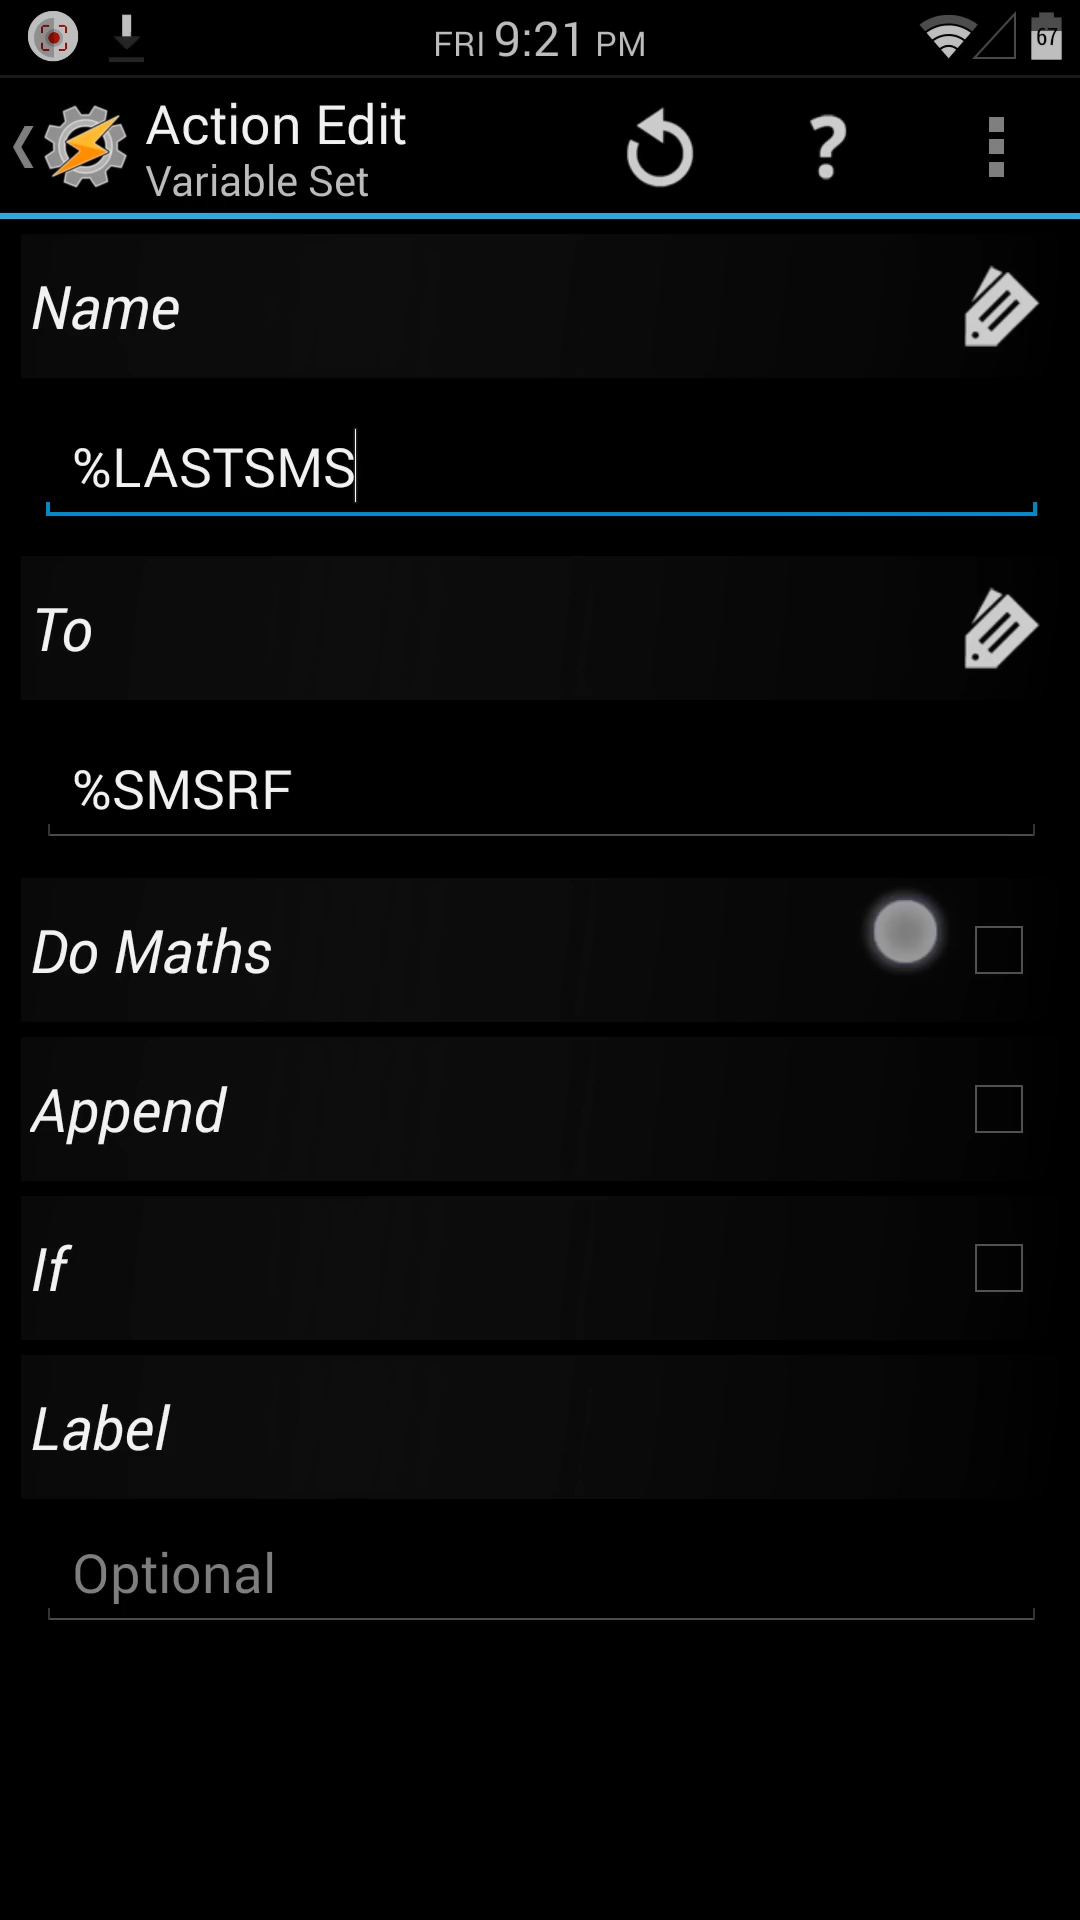 FRI 9:21 PM
67
Action Edit
Variable Set
?
Name
%LASTSMS
To
%SMSRF
Do Maths
Append
If
Label
Optional